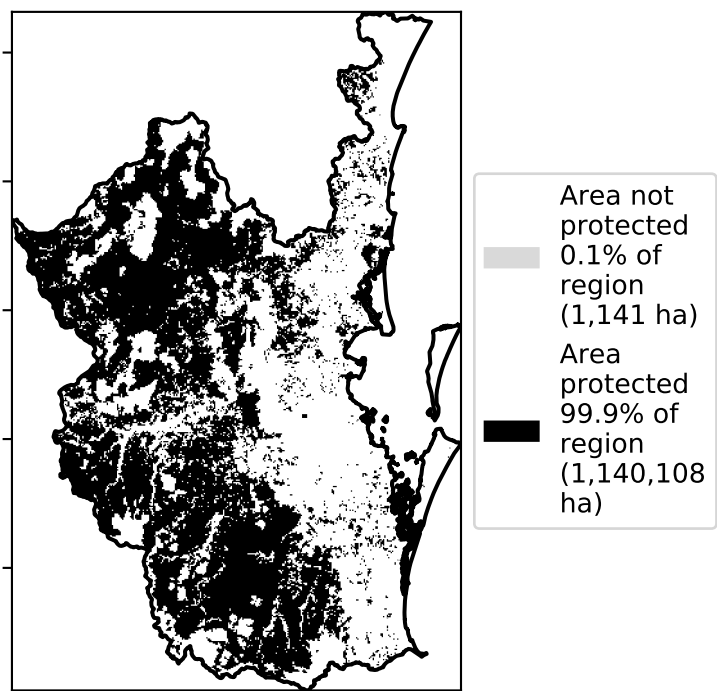 Area not
protected
0.1% of
region
(1,141 ha)
Area
protected
99.9% of
region
(1,140,108
ha)